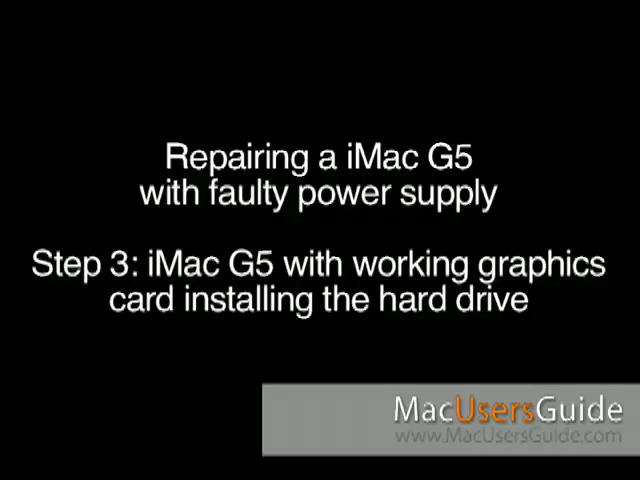 Repairing a iMac G5
with faulty power supply
Step 3: iMac G5 with working graphics
card installing the hard drive
MacUsersGuide
www.MacUsersGuide.com